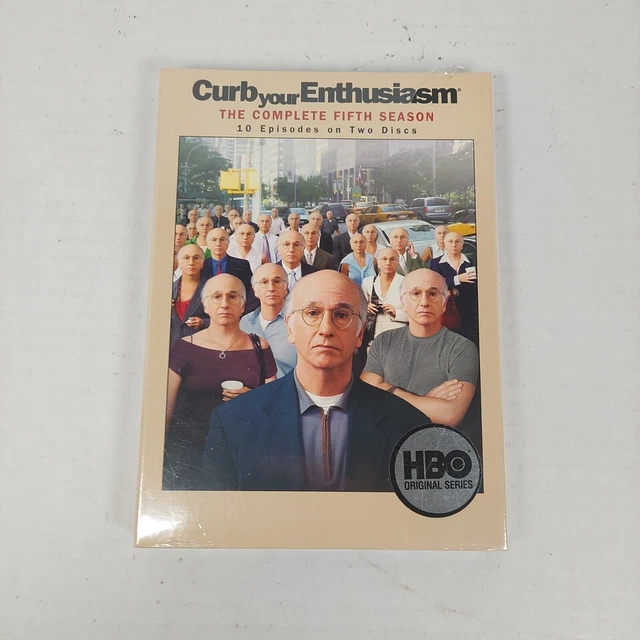 Curb your Enthusiasm®
THE COMPLETE FIFTH SEASON
10 Episodes on Two Discs
HBO®
ORIGINAL SERIES